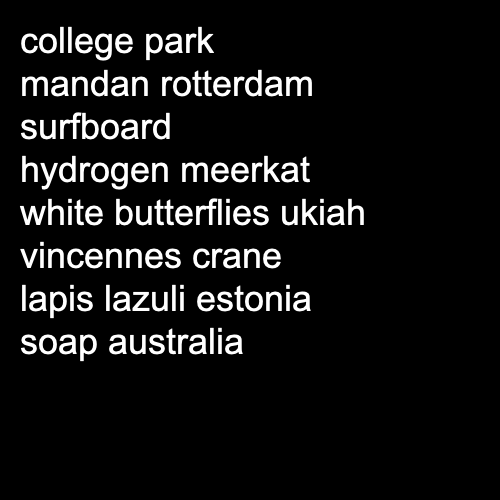 college park
mandan rotterdam
surfboard
hydrogen meerkat
white butterflies ukiah
vincennes crane
lapis lazuli estonia
soap australia